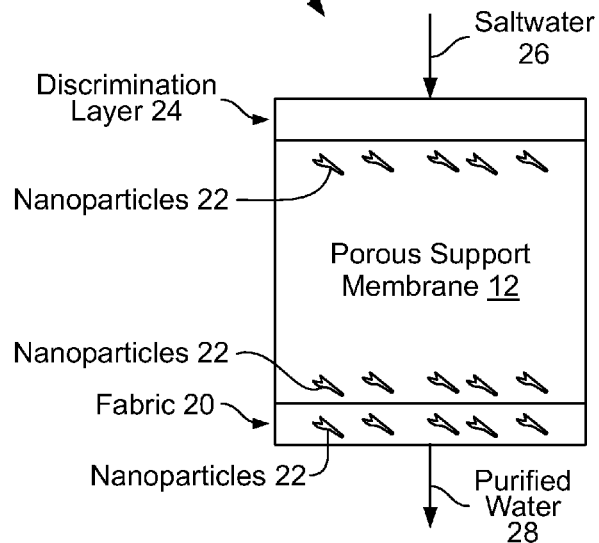 Saltwater
26
Discrimination
Layer 24
Nanoparticles 22
Porous Support
Membrane 12
Nanoparticles 22
Fabric 20
Nanoparticles 22
Purified
Water
28